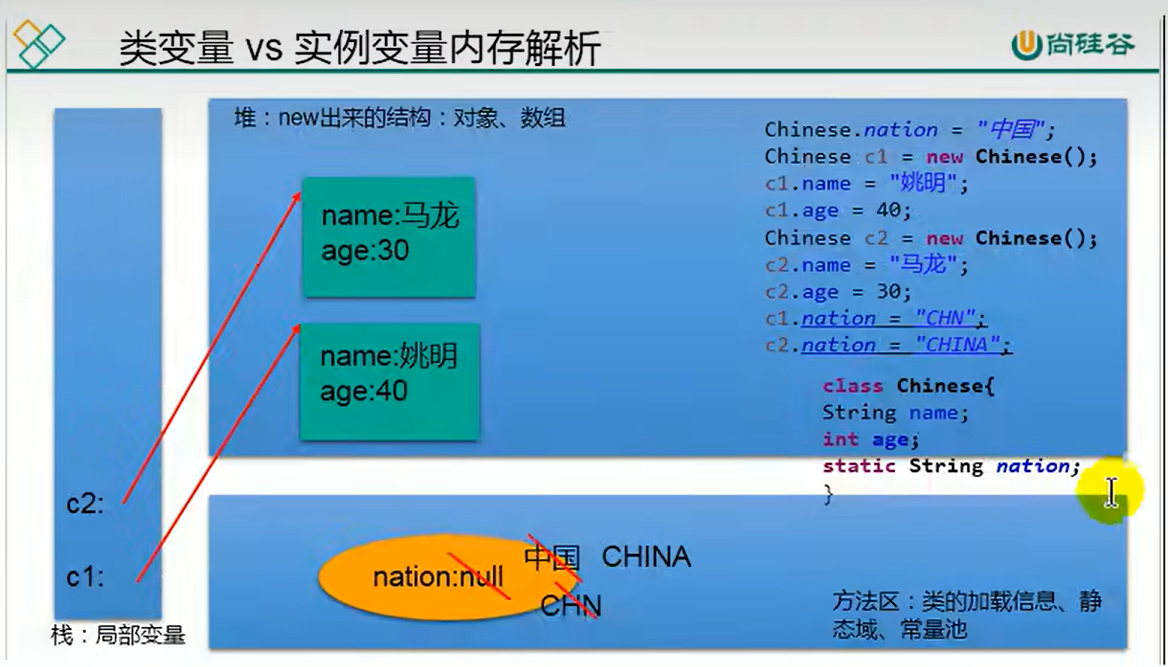 类变量 vs 实例变量内存解析
尚硅谷
堆：new出来的结构：对象、数组
name:马龙
age:30
name:姚明
age:40
Chinese.nation = "中国";
Chinese c1 = new Chinese();
c1.name = "姚明";
c1.age = 40;
Chinese c2 = new Chinese();
c2.name = "马龙";
c2.age = 30;
c1.nation = "CHN";
c2.nation = "CHINA";
class Chinese{
String name;
int age;
static String nation;
}
c2:
c1:
栈：局部变量
nation:null
中国 CHINA
CHN
方法区：类的加载信息、静
态域、常量池